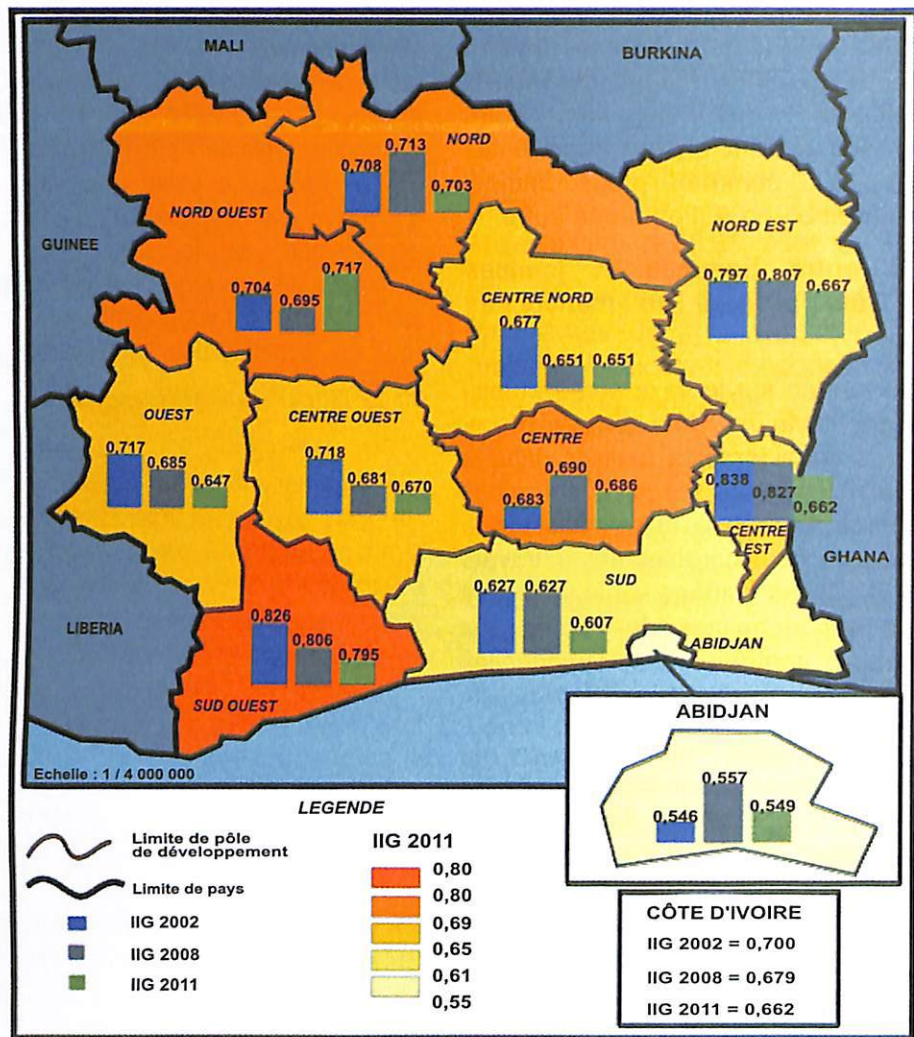 MALI
BURKINA
NORD
0,708
0,713
0,703
NORD OUEST
0,704
0,695
0,717
GUINEE
NORD EST
0,797
0,807
0,667
CENTRE NORD
0,677
0,651
0,651
OUEST
0,717
0,685
0,647
CENTRE OUEST
0,718
0,681
0,670
CENTRE
0,683
0,690
0,686
0,838
0,827
0,662
CENTRE
EST
GHANA
SUD
0,627
0,627
0,607
LIBERIA
0,826
0,806
0,795
SUD OUEST
ABIDJAN
Echelle : 1 / 4 000 000
ABIDJAN
0,546
0,557
0,549
LEGENDE
Limite de pôle
de développement
Limite de pays
IIG 2002
IIG 2008
IIG 2011
IIG 2011
0,80
0,80
0,69
0,65
0,61
0,55
CÔTE D'IVOIRE
IIG 2002 = 0,700
IIG 2008 = 0,679
IIG 2011 = 0,662